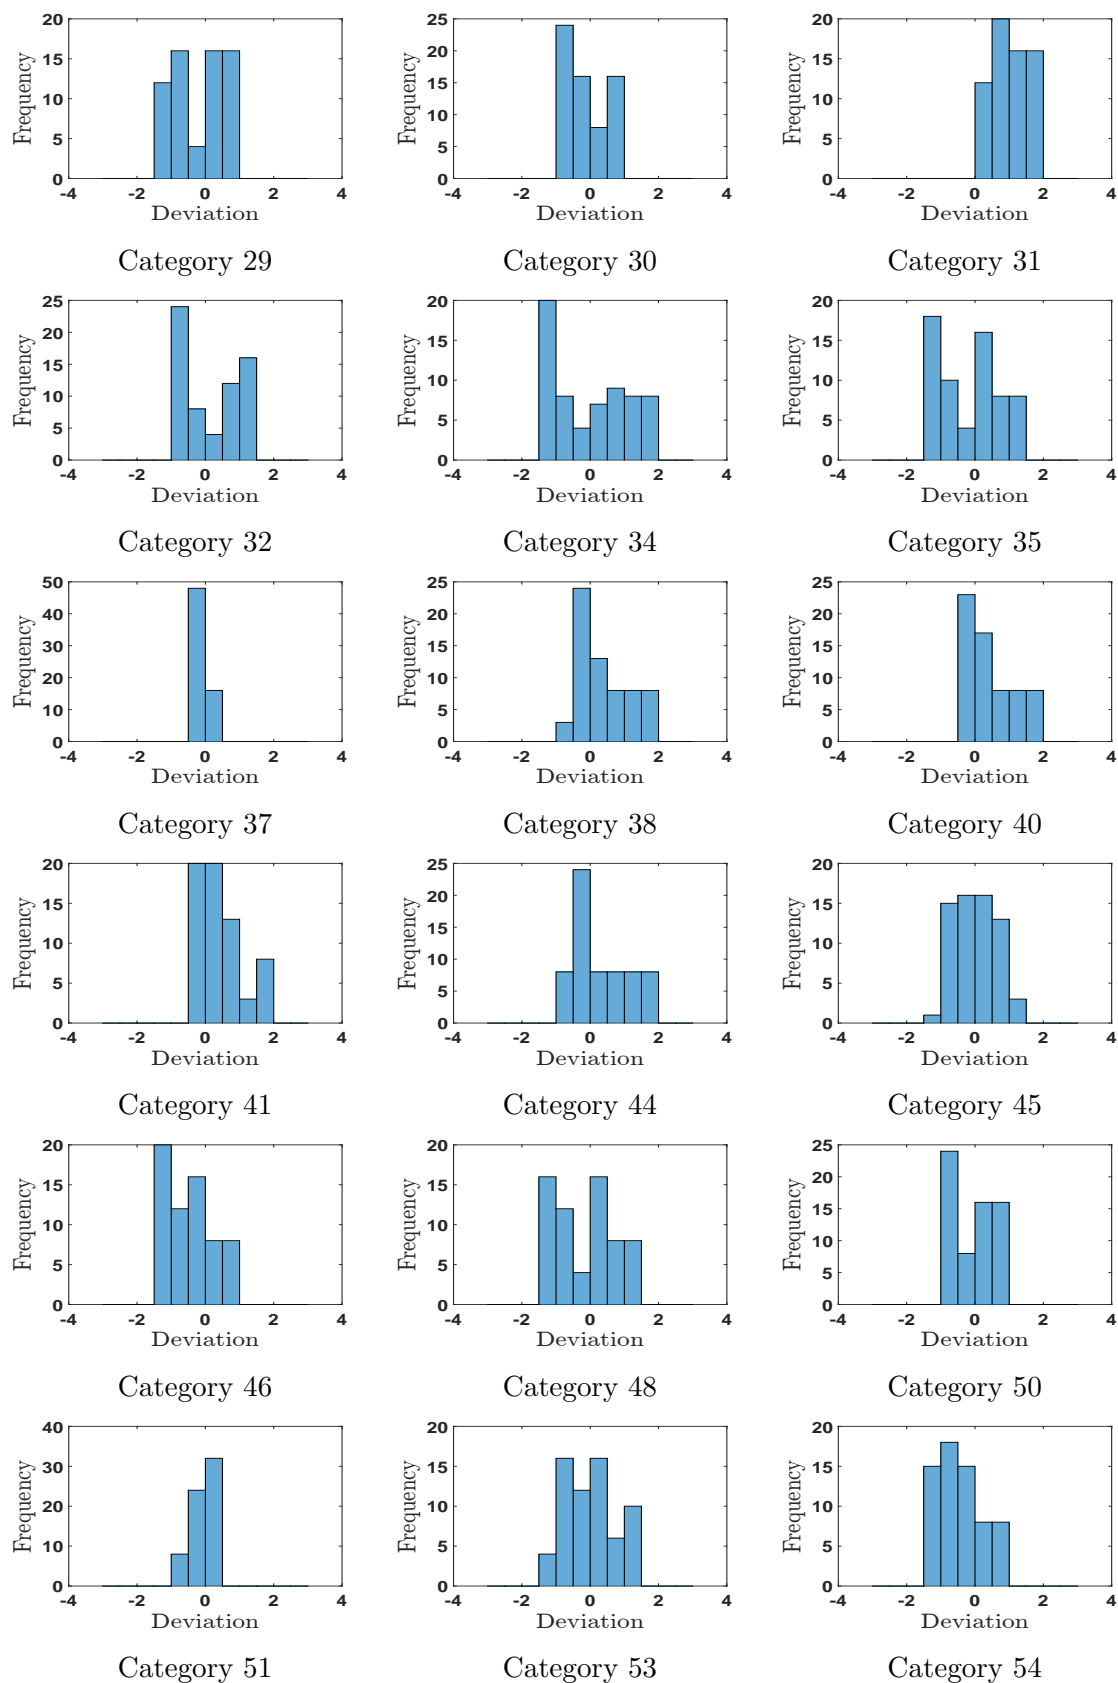 20
15
10
5
0
Frequency
-4 -2 0 2 4
Deviation
Category 29
25
20
15
10
5
0
Frequency
-4 -2 0 2 4
Deviation
Category 30
20
15
10
5
0
Frequency
-4 -2 0 2 4
Deviation
Category 31
25
20
15
10
5
0
Frequency
-4 -2 0 2 4
Deviation
Category 32
20
15
10
5
0
Frequency
-4 -2 0 2 4
Deviation
Category 34
20
15
10
5
0
Frequency
-4 -2 0 2 4
Deviation
Category 35
50
40
30
20
10
0
Frequency
-4 -2 0 2 4
Deviation
Category 37
25
20
15
10
5
0
Frequency
-4 -2 0 2 4
Deviation
Category 38
25
20
15
10
5
0
Frequency
-4 -2 0 2 4
Deviation
Category 40
20
15
10
5
0
Frequency
-4 -2 0 2 4
Deviation
Category 41
25
20
15
10
5
0
Frequency
-4 -2 0 2 4
Deviation
Category 44
20
15
10
5
0
Frequency
-4 -2 0 2 4
Deviation
Category 45
20
15
10
5
0
Frequency
-4 -2 0 2 4
Deviation
Category 46
20
15
10
5
0
Frequency
-4 -2 0 2 4
Deviation
Category 48
25
20
15
10
5
0
Frequency
-4 -2 0 2 4
Deviation
Category 50
40
30
20
10
0
Frequency
-4 -2 0 2 4
Deviation
Category 51
20
15
10
5
0
Frequency
-4 -2 0 2 4
Deviation
Category 53
20
15
10
5
0
Frequency
-4 -2 0 2 4
Deviation
Category 54